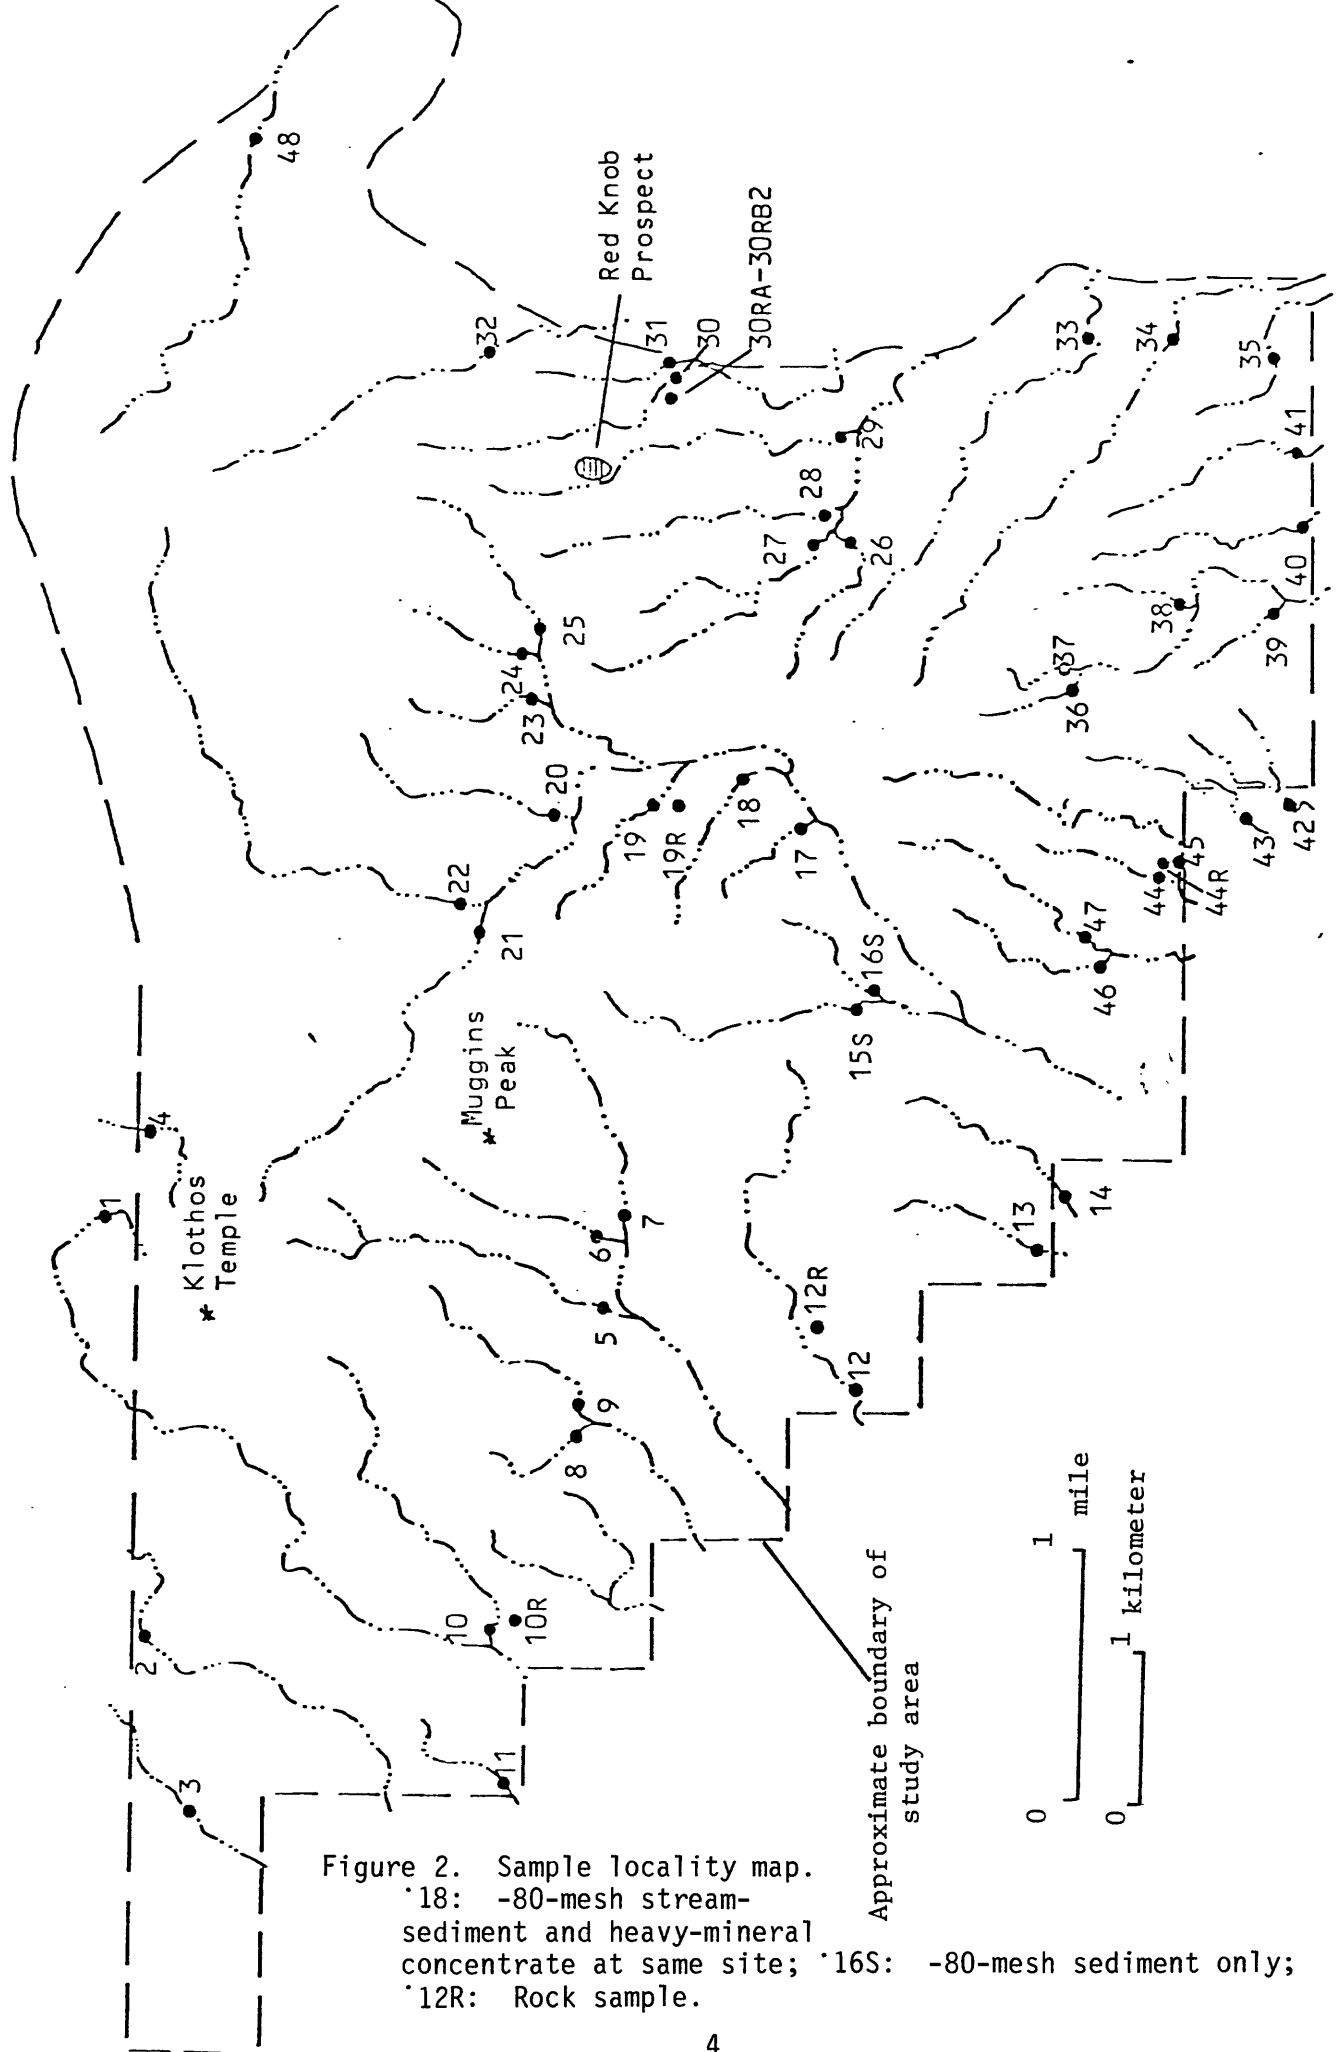 48
Red Knob
Prospect
32
31
30
30RA-30RB2
33
34
35
41
29
28
27
26
40
38
39
37
36
25
24
23
20
22
21
19
19R
18
17
16S
15S
47
46
45
44
44R
43
42S
Muggins
Peak
4
1
Klothos
Temple
7
6
5
14
13
12R
12
9
8
10
10R
2
3
11
1
mile
0
1
kilometer
0
Approximate boundary of
study area
Figure 2. Sample locality map.
·18: -80-mesh stream-
sediment and heavy-mineral
concentrate at same site; ·16S: -80-mesh sediment only;
·12R: Rock sample.
4